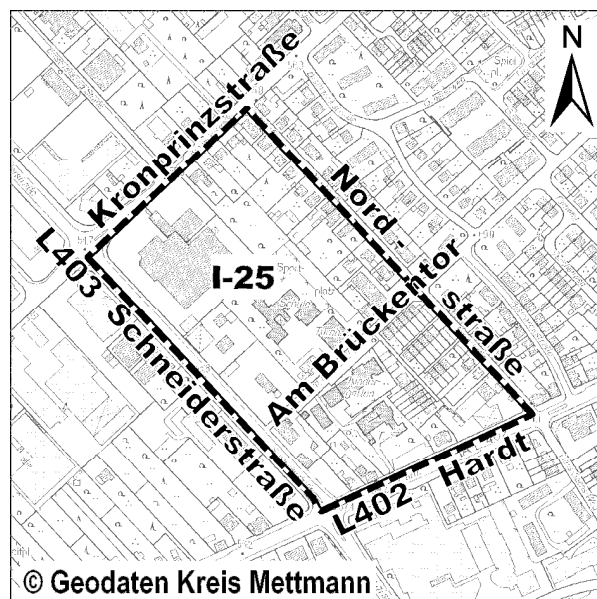 N
Kronprinzstraße
Nord -
straße
I-25
Am Brückentor
L403 Schneiderstraße
L402 Hardt
© Geodaten Kreis Mettmann